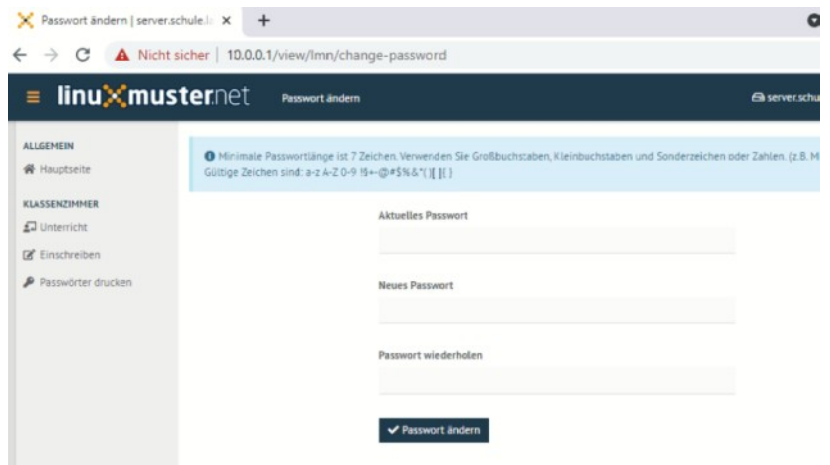 Passwort ändern | server.schule.l
Nicht sicher | 10.0.0.1/view/lmn/change-password
linuxmuster.net
Passwort ändern
server.schu
ALLGEMEIN
Hauptseite
KLASSENZIMMER
Unterricht
Einschreiben
Passwörter drucken
Minimale Passwortlänge ist 7 Zeichen. Verwenden Sie Großbuchstaben, Kleinbuchstaben und Sonderzeichen oder Zahlen. (z.B. M
Gültige Zeichen sind: a-z A-Z 0-9 !§+-@#$%&*()[]{}
Aktuelles Passwort
Neues Passwort
Passwort wiederholen
Passwort ändern